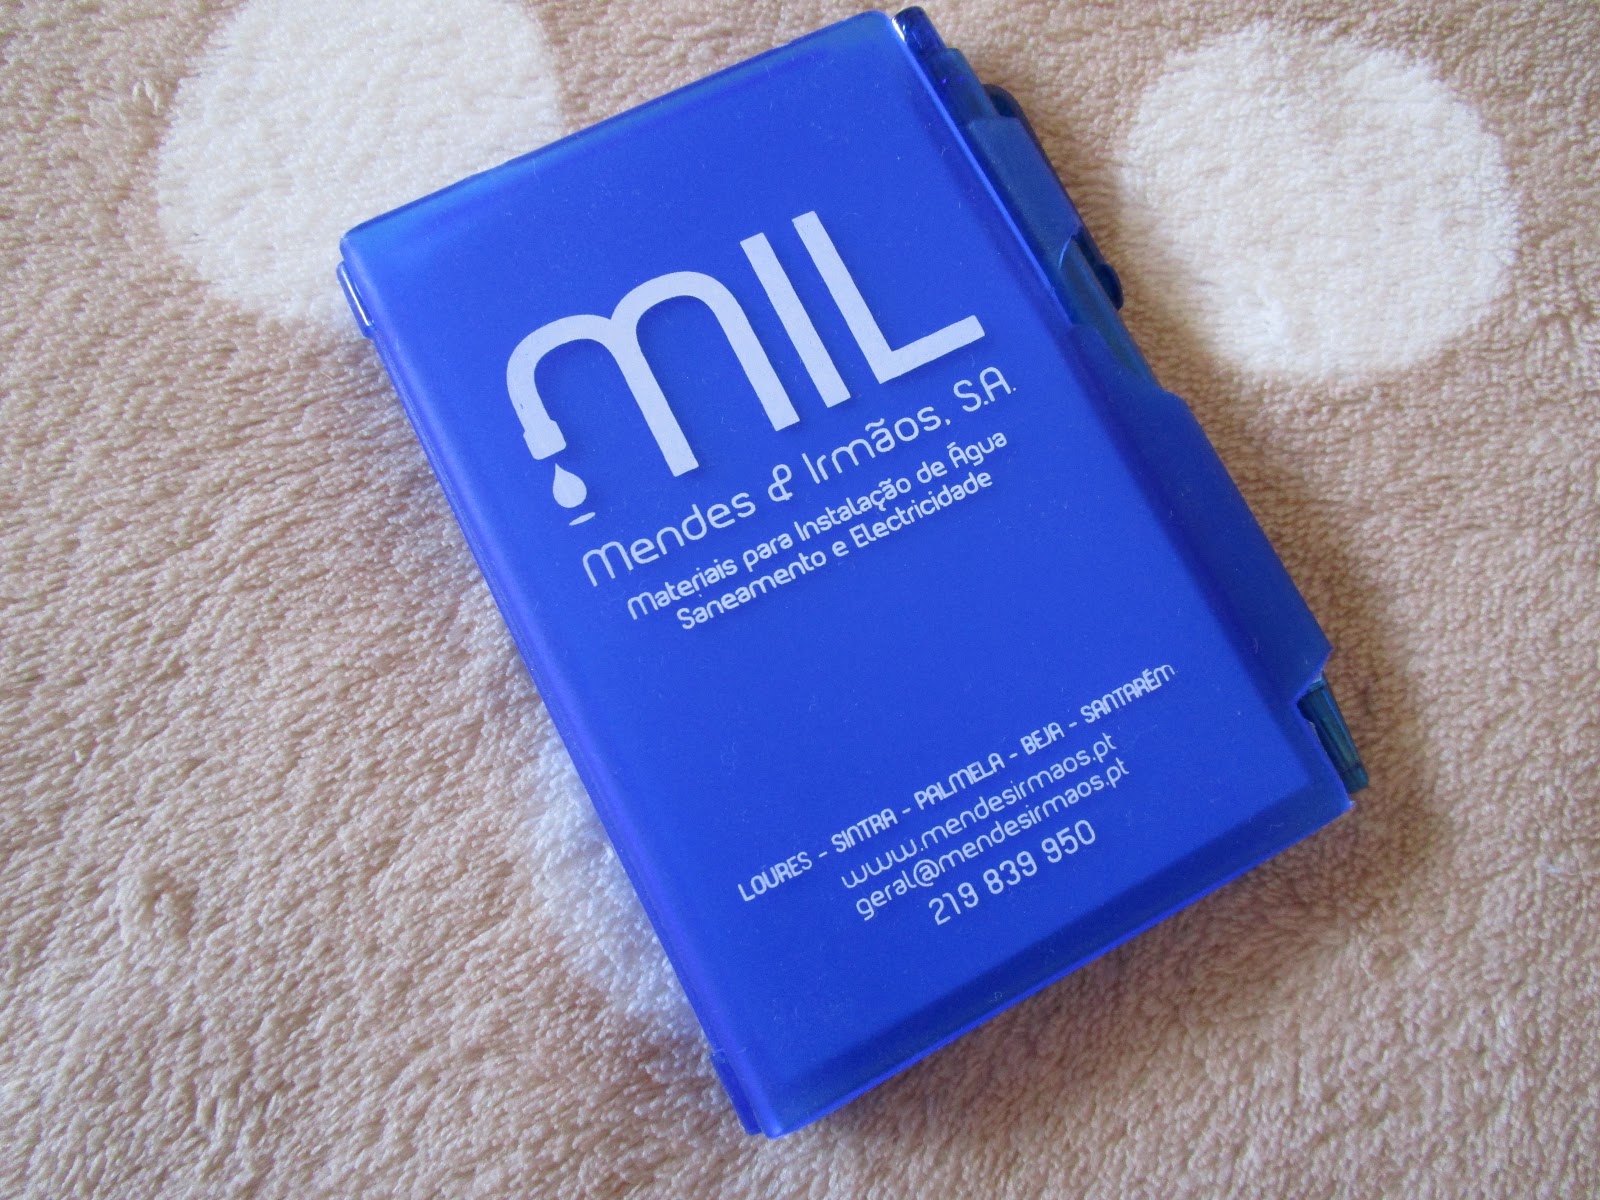 MIL
Mendes & Irmãos, S.A.
Materiais para Instalação de Água
Saneamento e Electricidade
LOURES - SINTRA - PALMELA - BEJA - SANTARÉM
www.mendesirmaos.pt
geral@mendesirmaos.pt
219 839 950